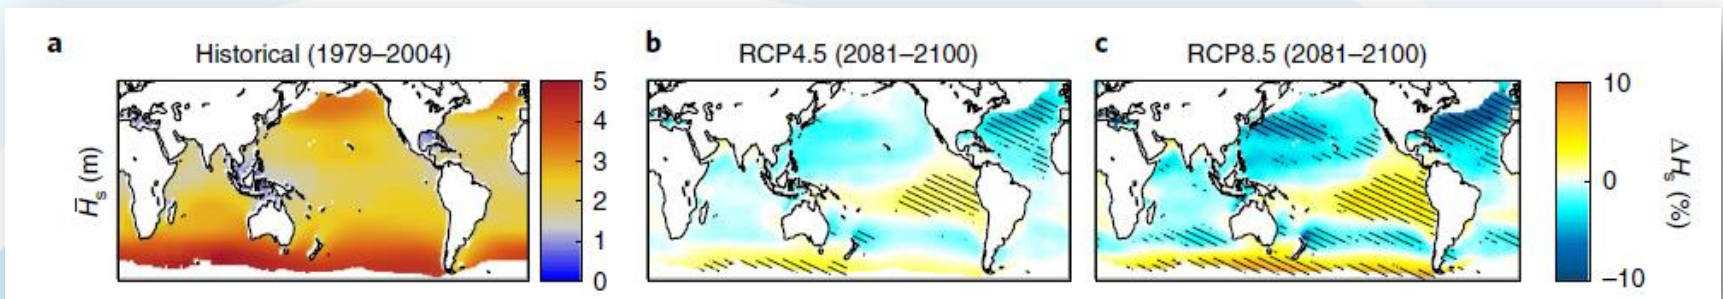 a
Historical (1979–2004)
H̄s (m)
5
4
3
2
1
0
b
RCP4.5 (2081–2100)
c
RCP8.5 (2081–2100)
10
0
–10
ΔHs (%)